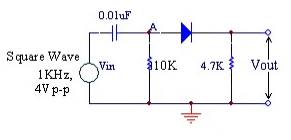 0.01uF
A
Square Wave
1KHz,
4V p-p
Vin
10K
4.7K
Vout